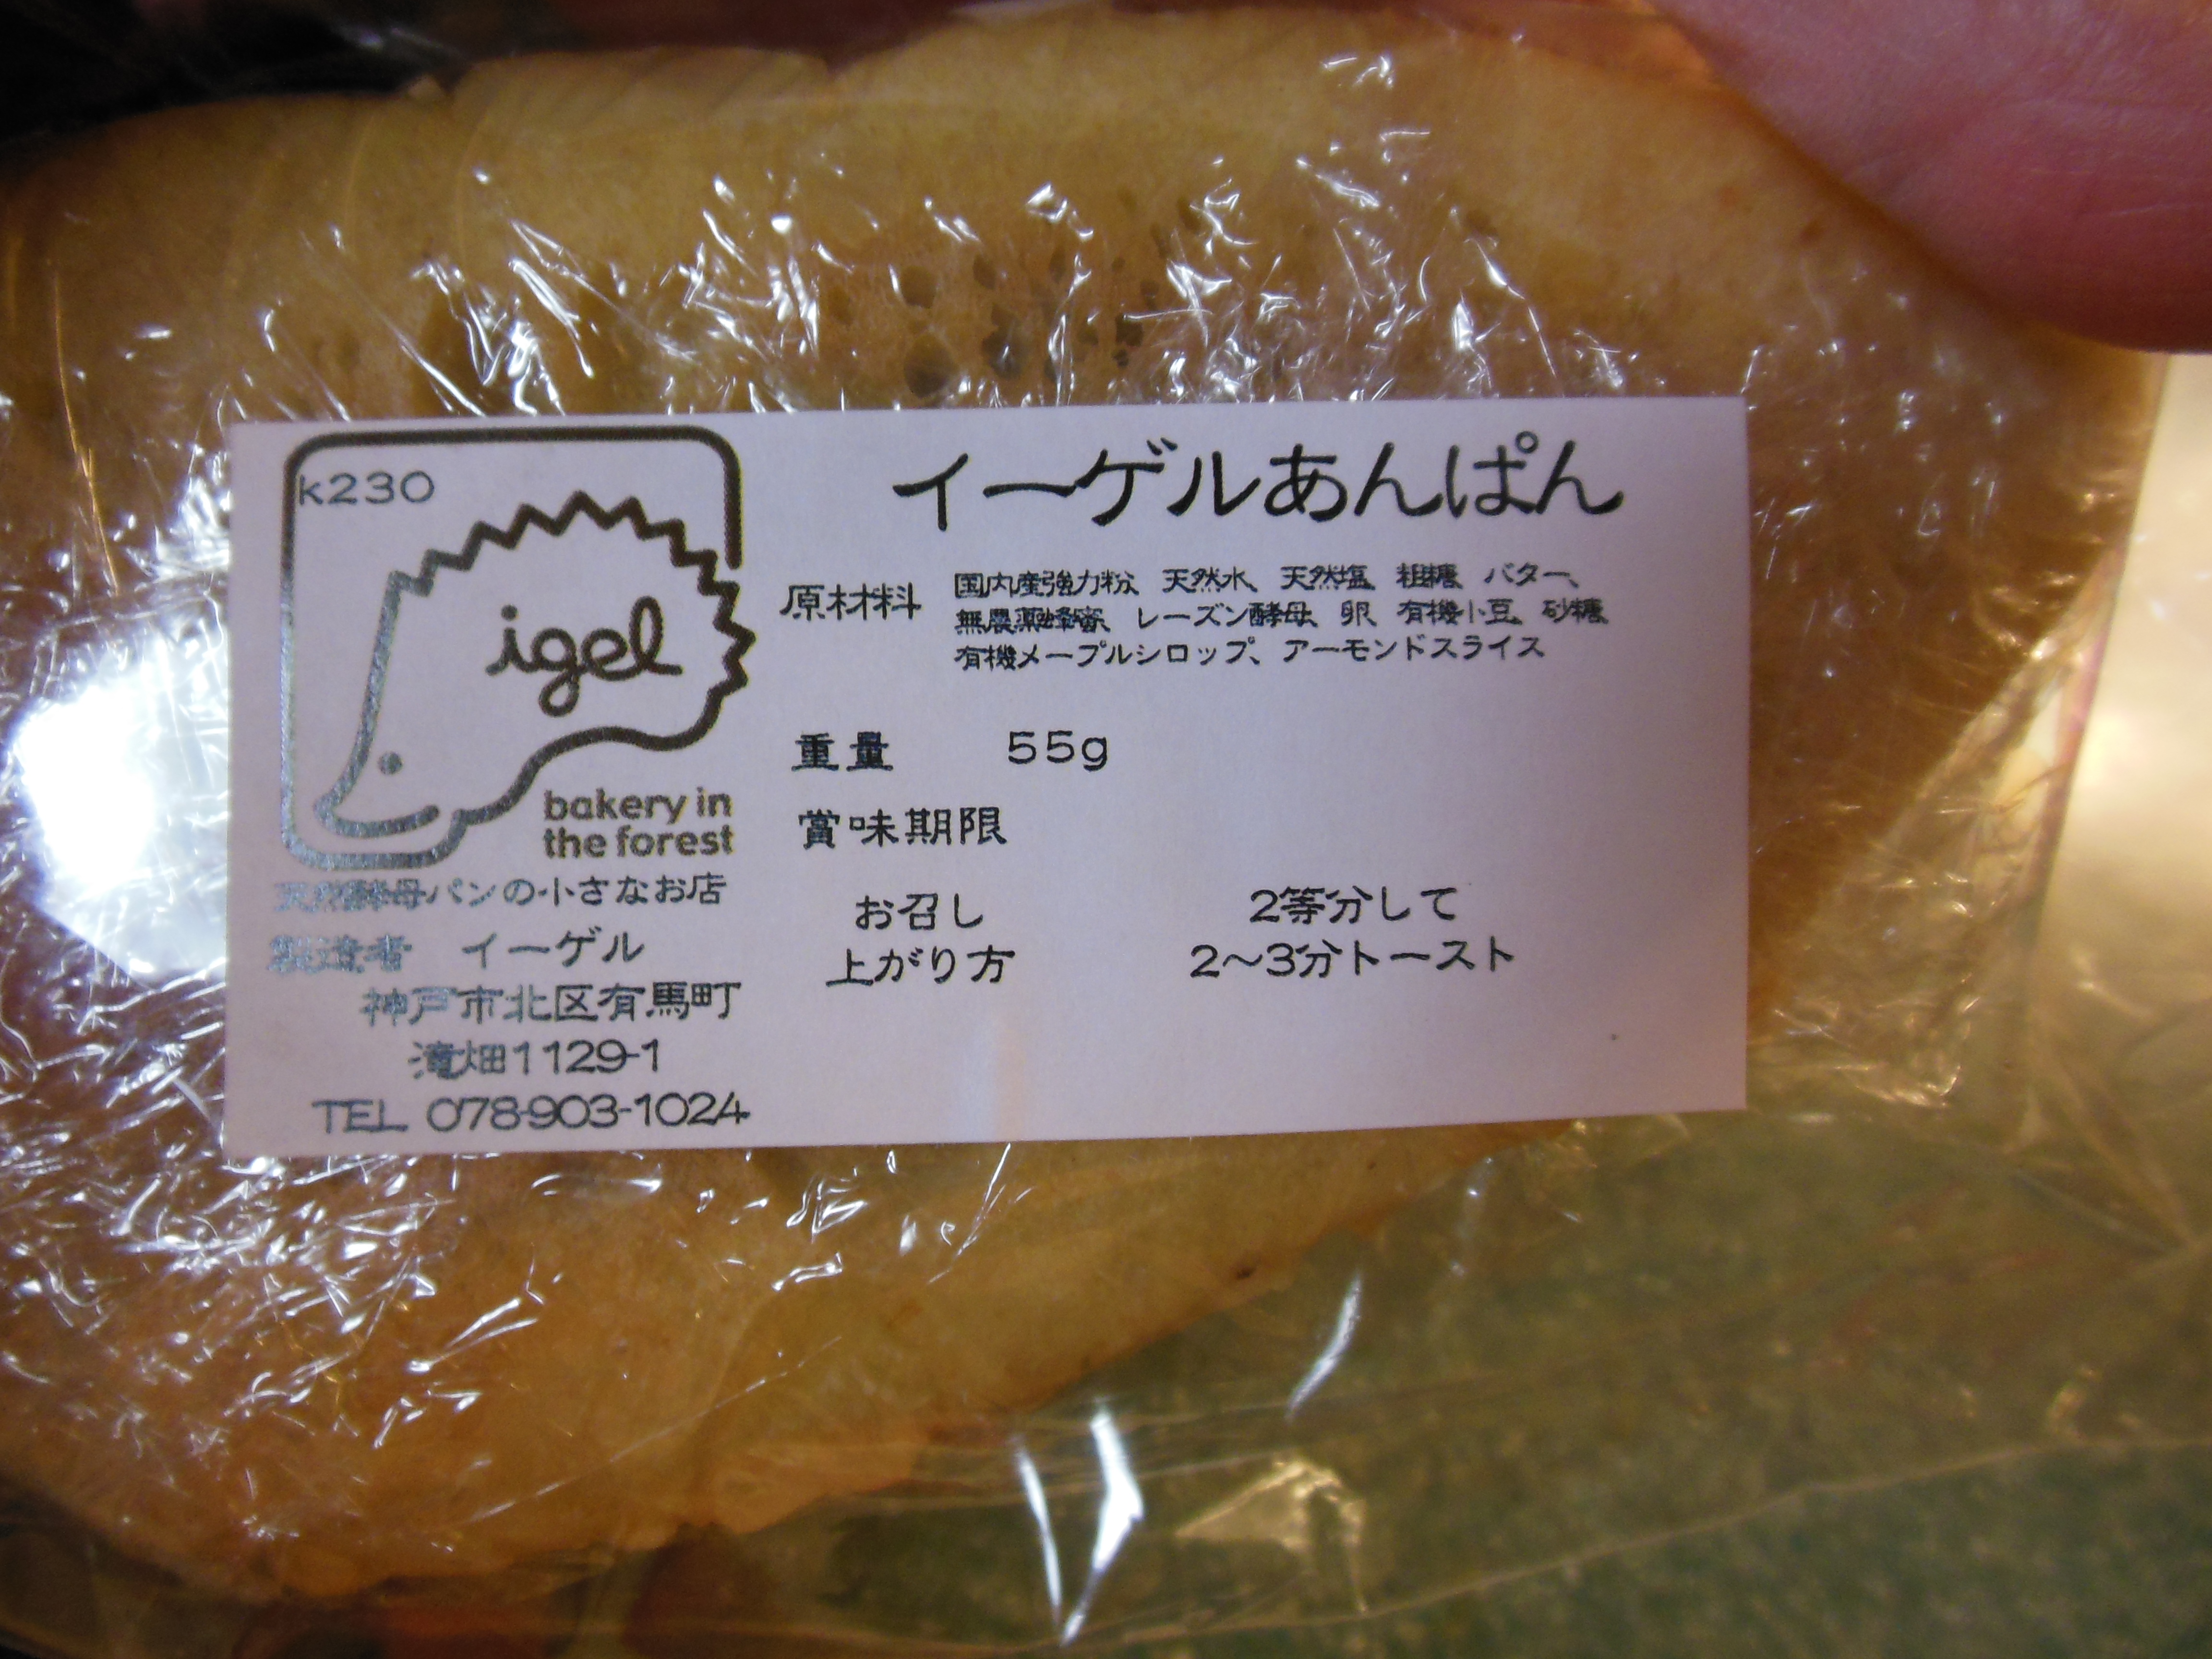 k230
igel
bakery in
the forest
天然酵母パンの小さなお店
製造者 イーゲル
神戸市北区有馬町
滝畑1129-1
TEL 078-903-1024
イーゲルあんぱん
原材料 国内産強力粉、天然水、天然塩、粗糖、バター、
無農薬蜂蜜、レーズン酵母、卵、有機小豆、砂糖、
有機メープルシロップ、アーモンドスライス
重量 55g
賞味期限
お召し 2等分して
上がり方 2〜3分トースト